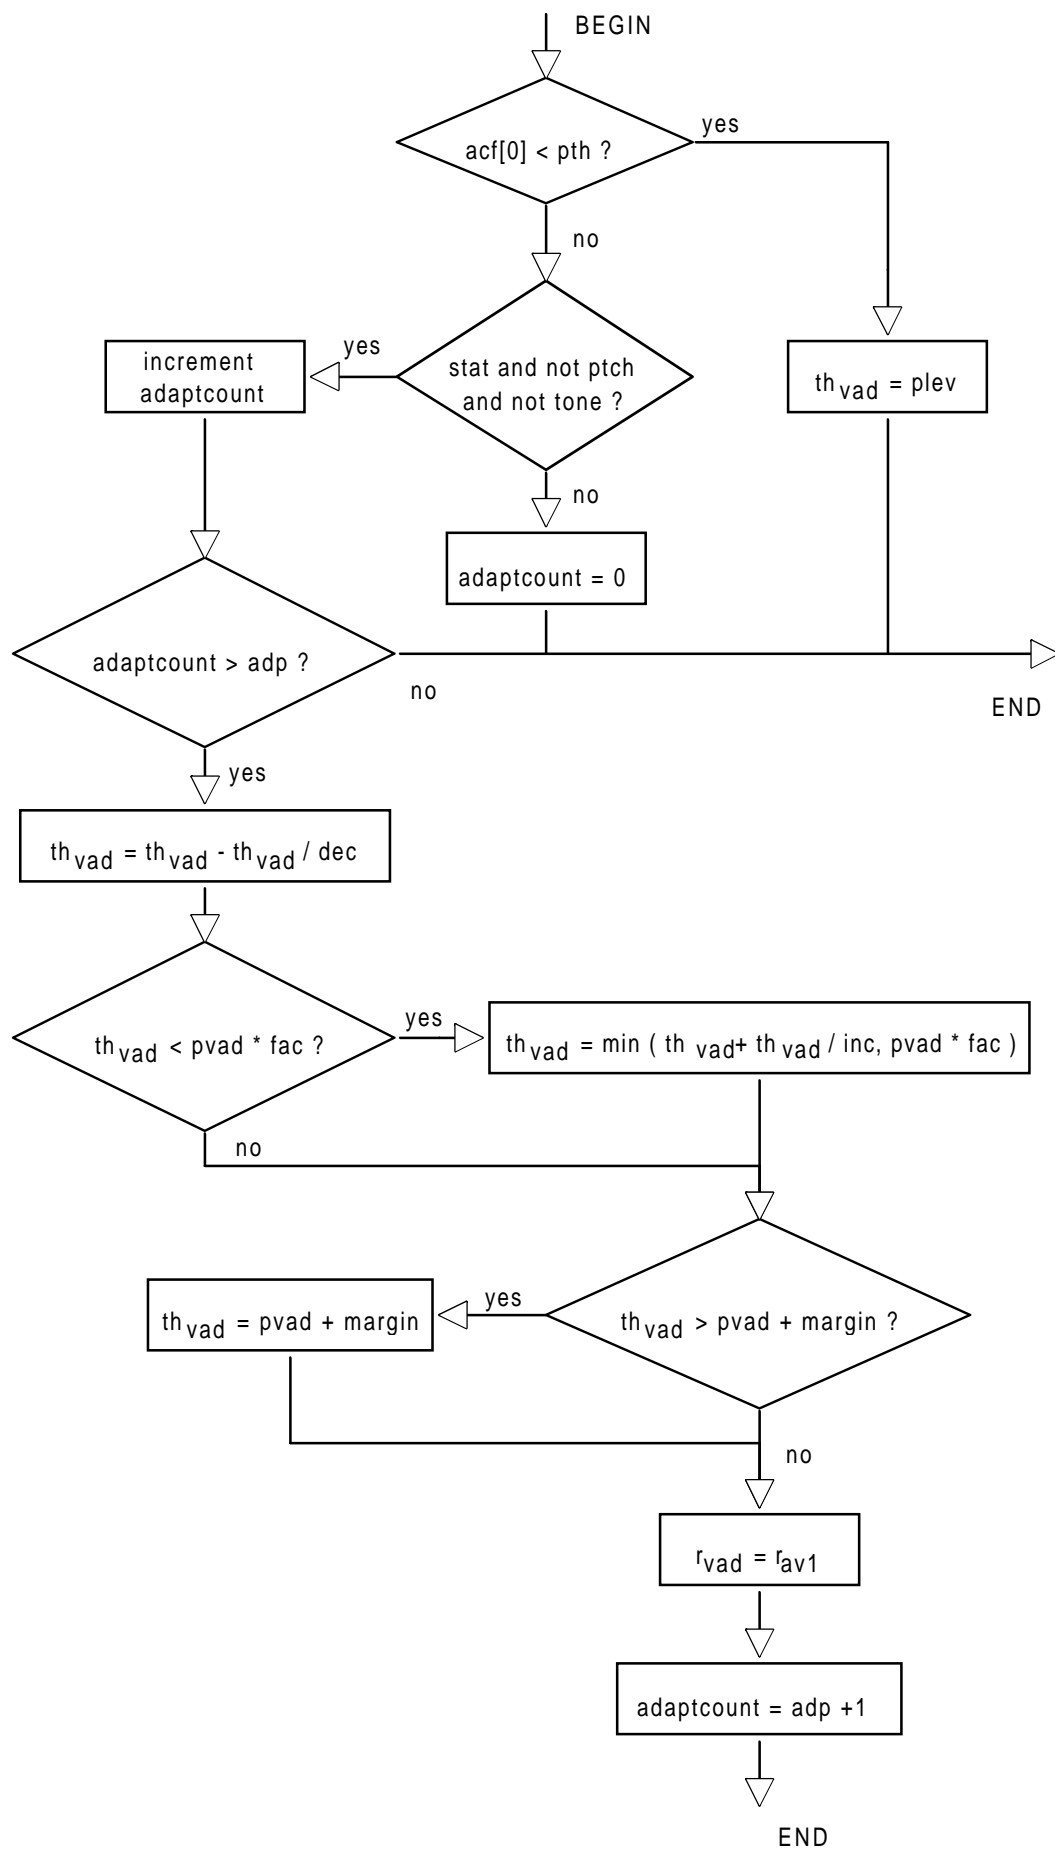 BEGIN
acf[0] < pth ?
yes
no
increment
adaptcount
yes
stat and not ptch
and not tone ?
th vad = plev
no
adaptcount = 0
adaptcount > adp ?
no
END
yes
th vad = th vad - th vad / dec
th vad < pvad * fac ?
yes
th vad = min ( th vad + th vad / inc, pvad * fac )
no
th vad = pvad + margin
yes
th vad > pvad + margin ?
no
r vad = r av1
adaptcount = adp +1
END